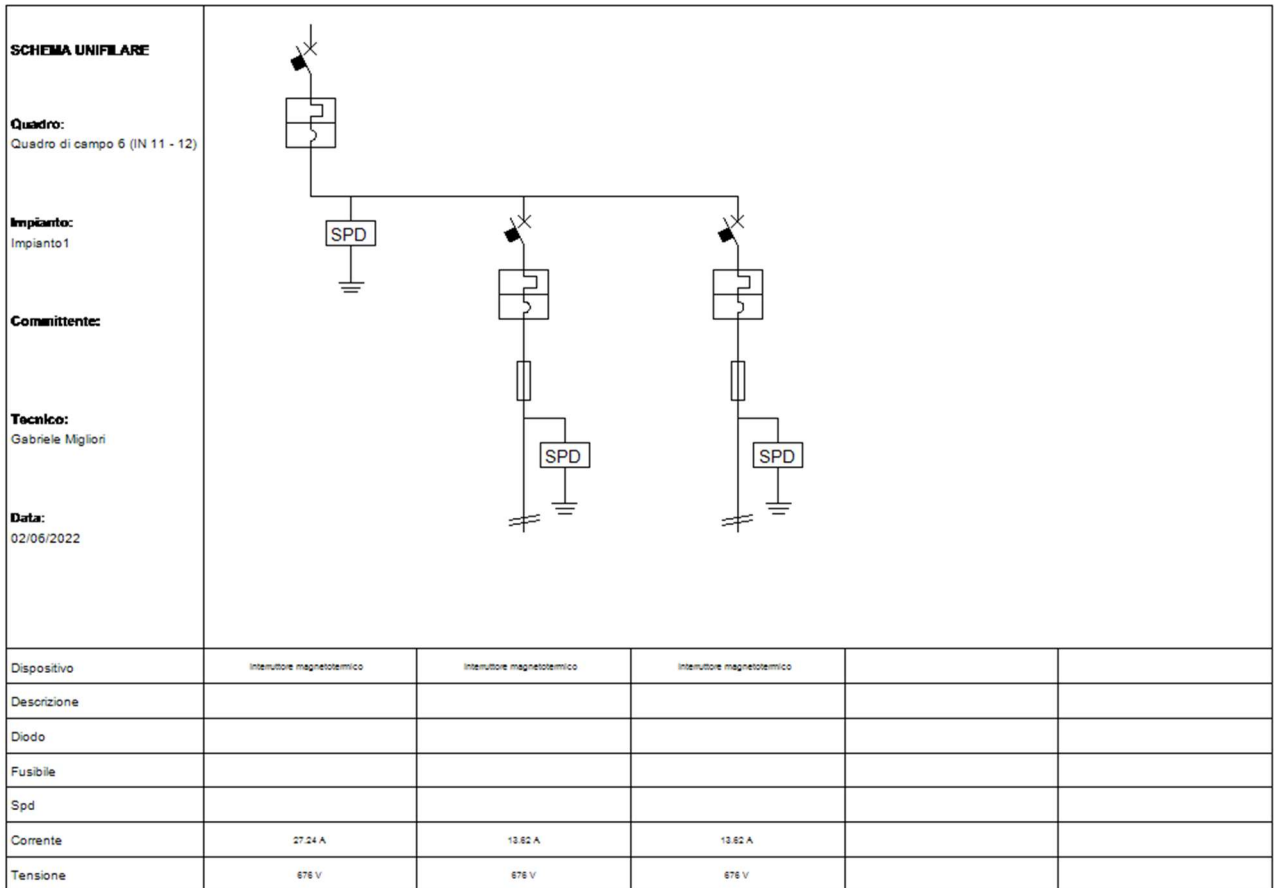 SCHEMA UNIFILARE
Quadro:
Quadro di campo 6 (IN 11 - 12)
Impianto:
Impianto1
Committente:
Tecnico:
Gabriele Migliori
Data:
02/06/2022
SPD
SPD
SPD
Dispositivo Interruttore magnetotermico Interruttore magnetotermico Interruttore magnetotermico
Descrizione
Diodo
Fusibile
Spd
Corrente 27.24 A 13.62 A 13.62 A
Tensione 676 V 676 V 676 V